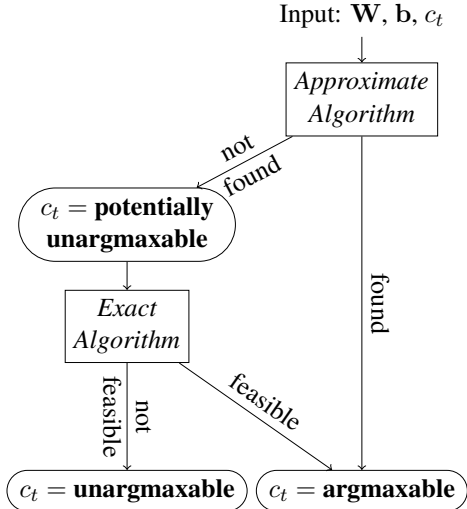 Input: W, b, c_t
Approximate
Algorithm
not
found
c_t = potentially
unargmaxable
found
Exact
Algorithm
not
feasible
feasible
c_t = unargmaxable
c_t = argmaxable